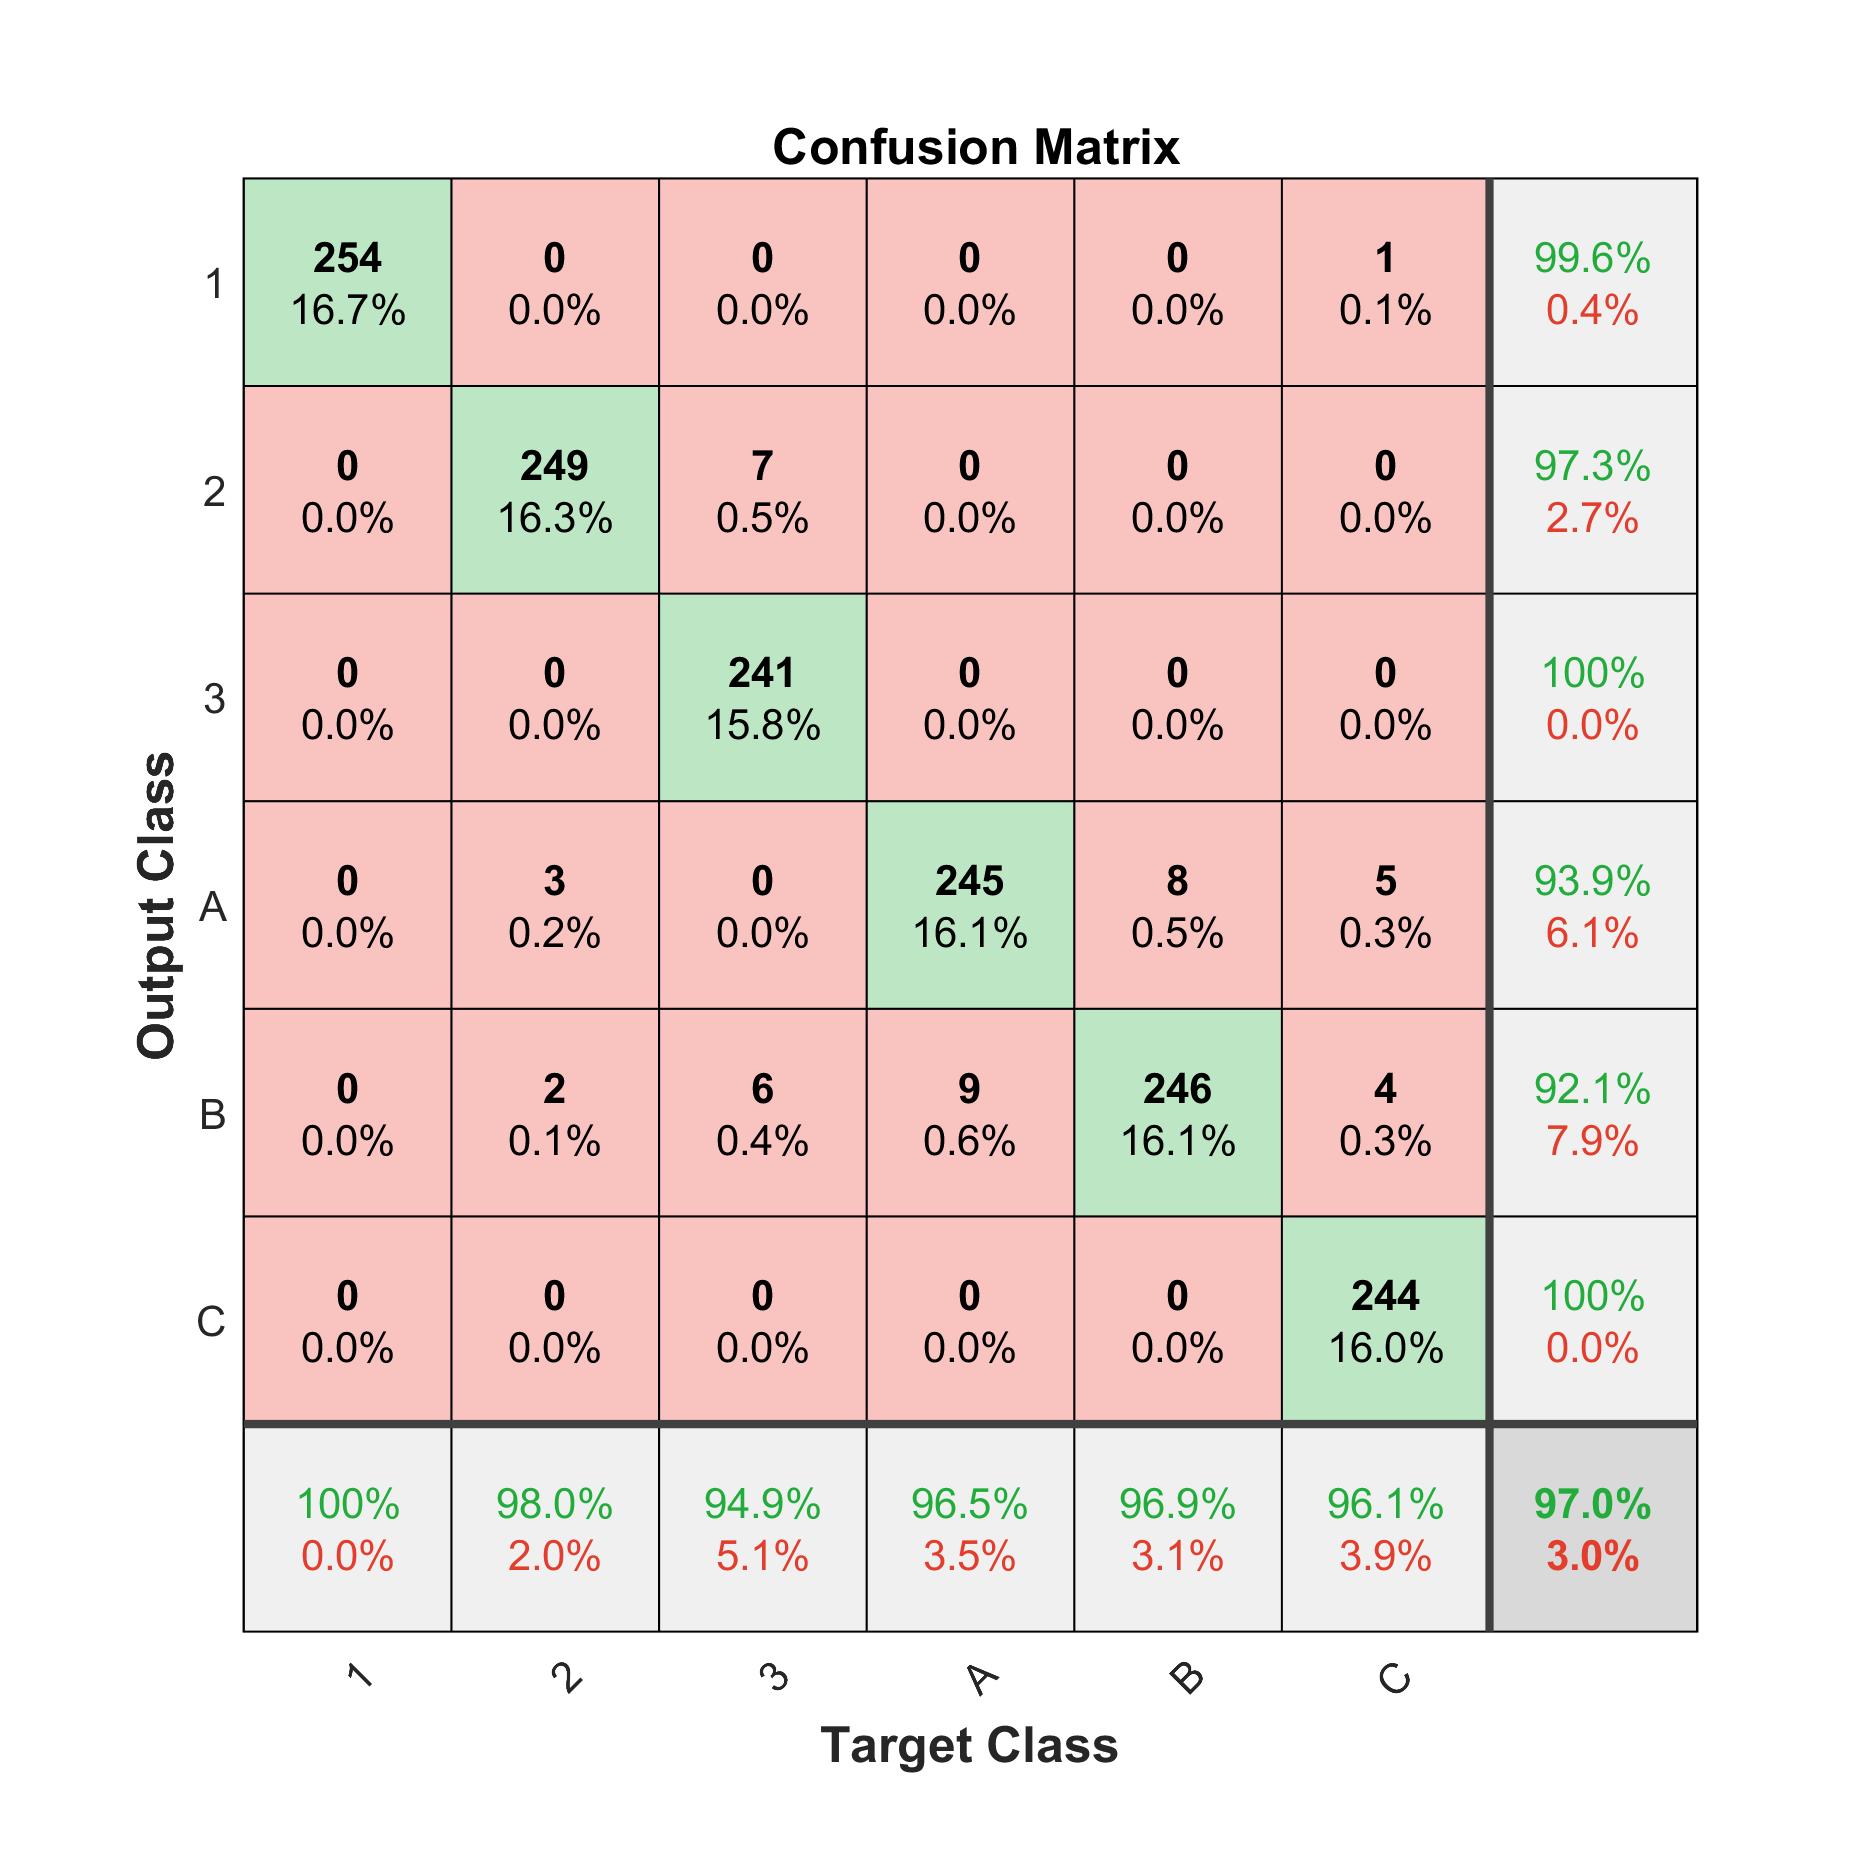 Confusion Matrix
254 0 0 0 0 1 99.6%
1
16.7% 0.0% 0.0% 0.0% 0.0% 0.1% 0.4%
0 249 7 0 0 0 97.3%
2
0.0% 16.3% 0.5% 0.0% 0.0% 0.0% 2.7%
0 0 241 0 0 0 100%
3
0.0% 0.0% 15.8% 0.0% 0.0% 0.0% 0.0%
0 3 0 245 8 5 93.9%
A
0.0% 0.2% 0.0% 16.1% 0.5% 0.3% 6.1%
0 2 6 9 246 4 92.1%
B
0.0% 0.1% 0.4% 0.6% 16.1% 0.3% 7.9%
0 0 0 0 0 244 100%
C
0.0% 0.0% 0.0% 0.0% 0.0% 16.0% 0.0%
100% 98.0% 94.9% 96.5% 96.9% 96.1% 97.0%
0.0% 2.0% 5.1% 3.5% 3.1% 3.9% 3.0%
1 2 3 A B C
Target Class
Output Class